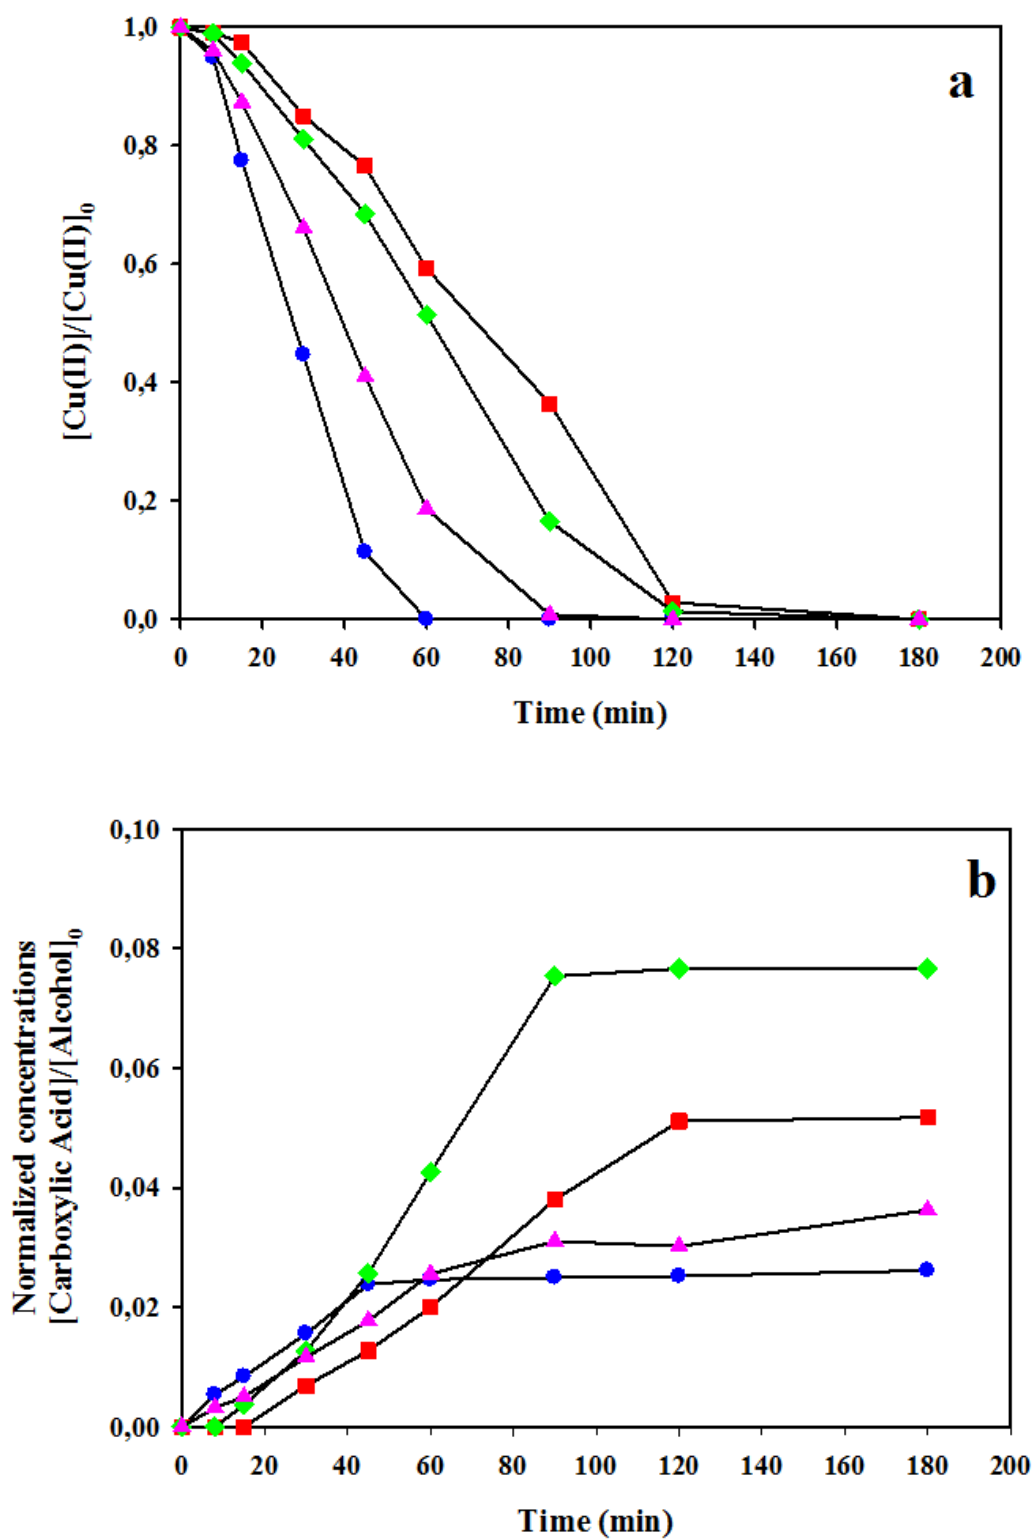 1,0
a
0,8
0,6
0,4
0,2
0,0
[Cu(II)]/[Cu(II)]0
0 20 40 60 80 100 120 140 160 180 200
Time (min)
0,10
b
0,08
0,06
0,04
0,02
0,00
Normalized concentrations
[Carboxylic Acid]/[Alcohol]0
0 20 40 60 80 100 120 140 160 180 200
Time (min)